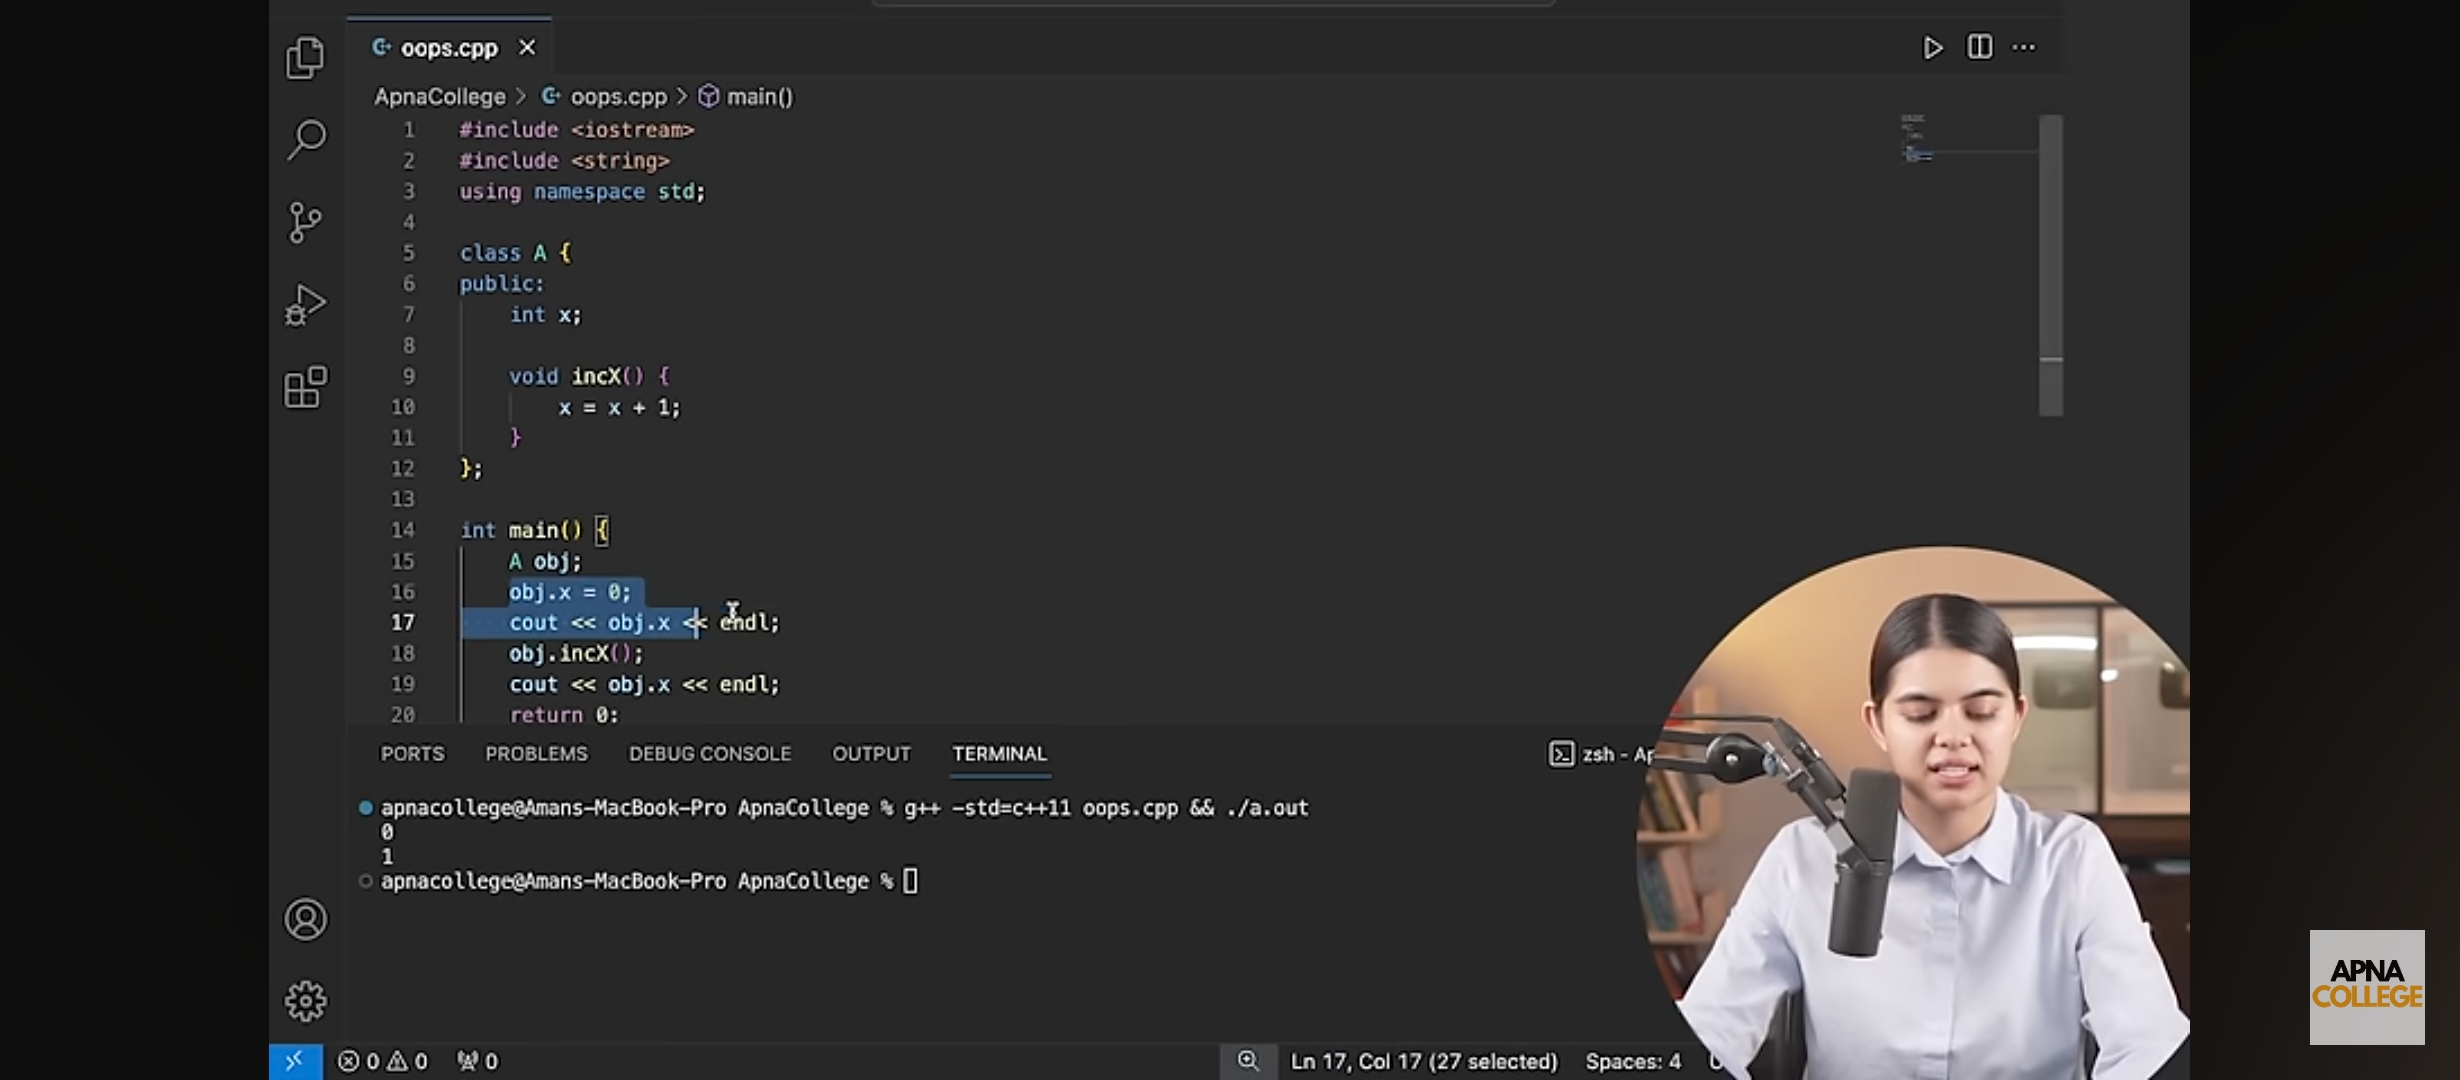 oops.cpp
ApnaCollege > oops.cpp > main()
1 #include <iostream>
2 #include <string>
3 using namespace std;
4
5 class A {
6 public:
7     int x;
8
9     void incX() {
10         x = x + 1;
11     }
12 };
13
14 int main() {
15     A obj;
16     obj.x = 0;
17     cout << obj.x << endl;
18     obj.incX();
19     cout << obj.x << endl;
20     return 0;
PORTS PROBLEMS DEBUG CONSOLE OUTPUT TERMINAL zsh - Ap
apnacollege@Amans-MacBook-Pro ApnaCollege % g++ -std=c++11 oops.cpp && ./a.out
0
1
apnacollege@Amans-MacBook-Pro ApnaCollege %
0 0 0 Ln 17, Col 17 (27 selected) Spaces: 4
APNA
COLLEGE